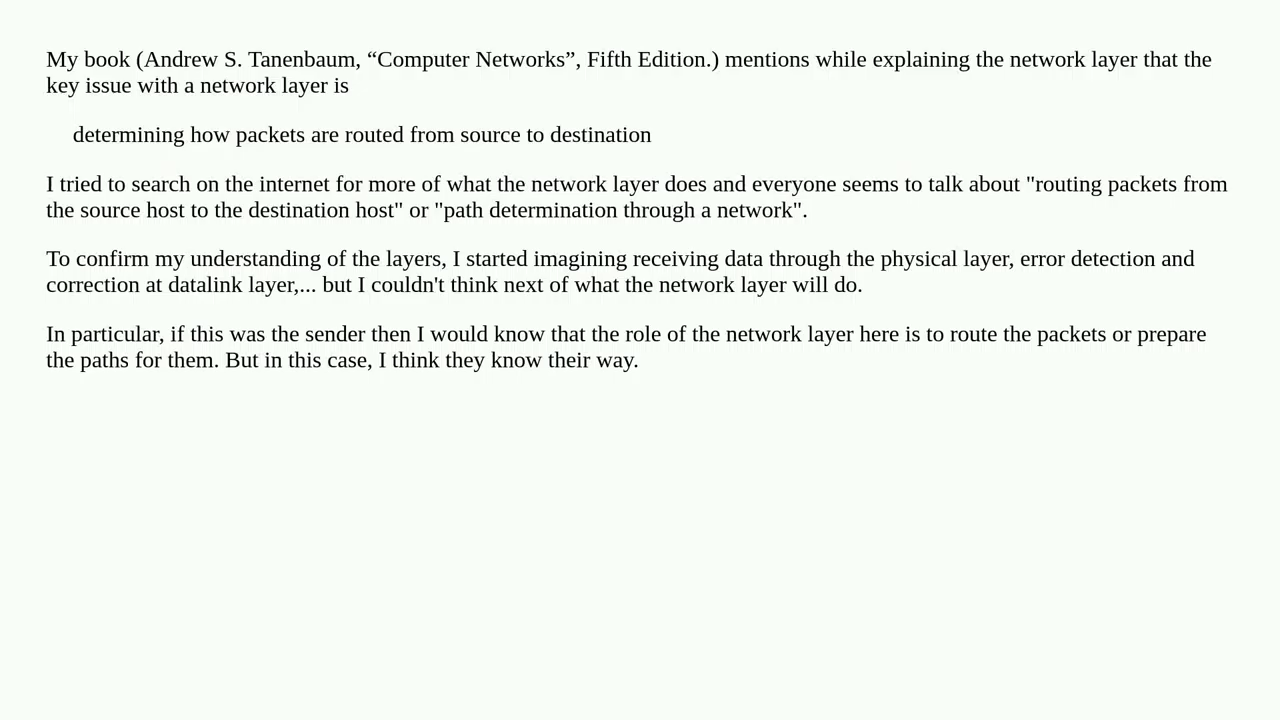 My book (Andrew S. Tanenbaum, “Computer Networks”, Fifth Edition.) mentions while explaining the network layer that the
key issue with a network layer is
determining how packets are routed from source to destination
I tried to search on the internet for more of what the network layer does and everyone seems to talk about "routing packets from
the source host to the destination host" or "path determination through a network".
To confirm my understanding of the layers, I started imagining receiving data through the physical layer, error detection and
correction at datalink layer,... but I couldn't think next of what the network layer will do.
In particular, if this was the sender then I would know that the role of the network layer here is to route the packets or prepare
the paths for them. But in this case, I think they know their way.